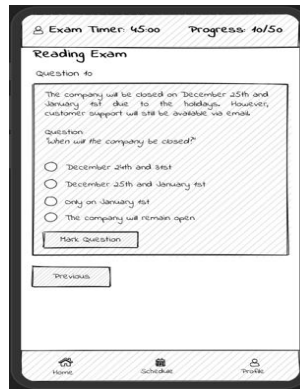 Exam Timer: 45:00 Progress: 10/50
Reading Exam
Question 10
The company will be closed on December 25th and
January 1st due to the holidays. However,
customer support will still be available via email.
Question
"When will the company be closed?"
December 24th and 31st
December 25th and January 1st
Only on January 1st
The company will remain open
Mark Question
Previous
Home Schedule Profile